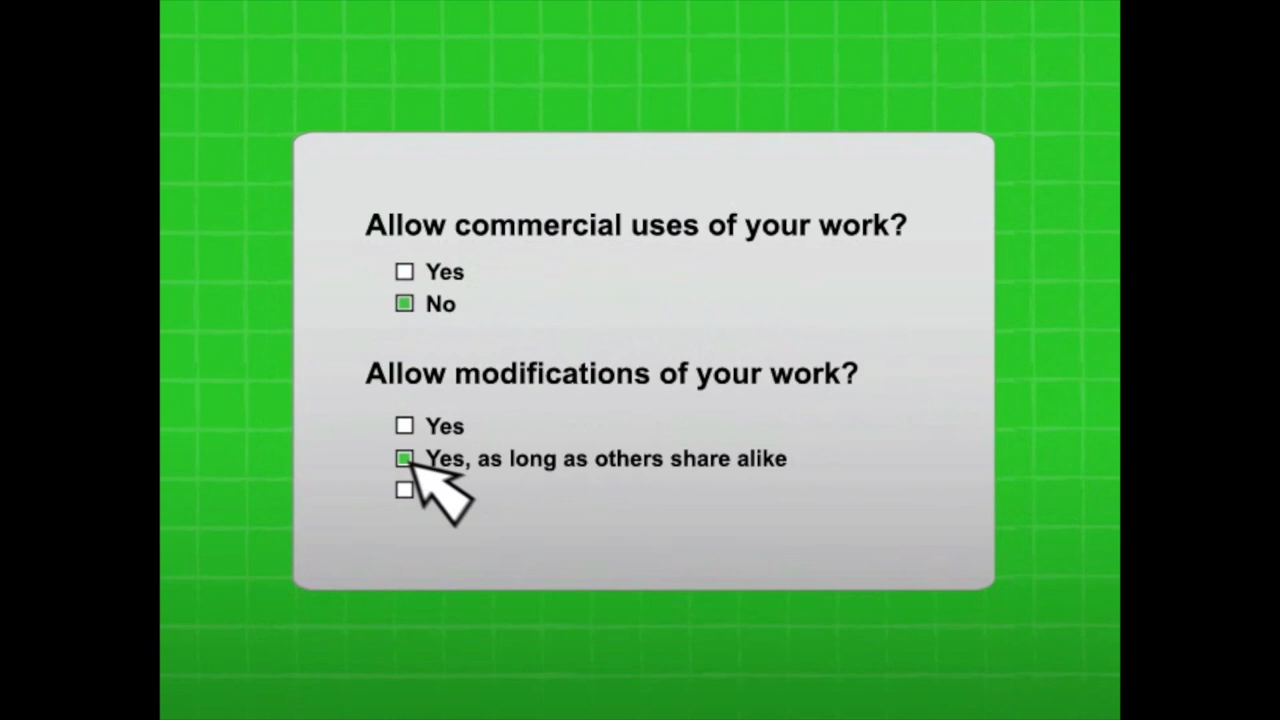 Allow commercial uses of your work?
Yes
No
Allow modifications of your work?
Yes
Yes, as long as others share alike